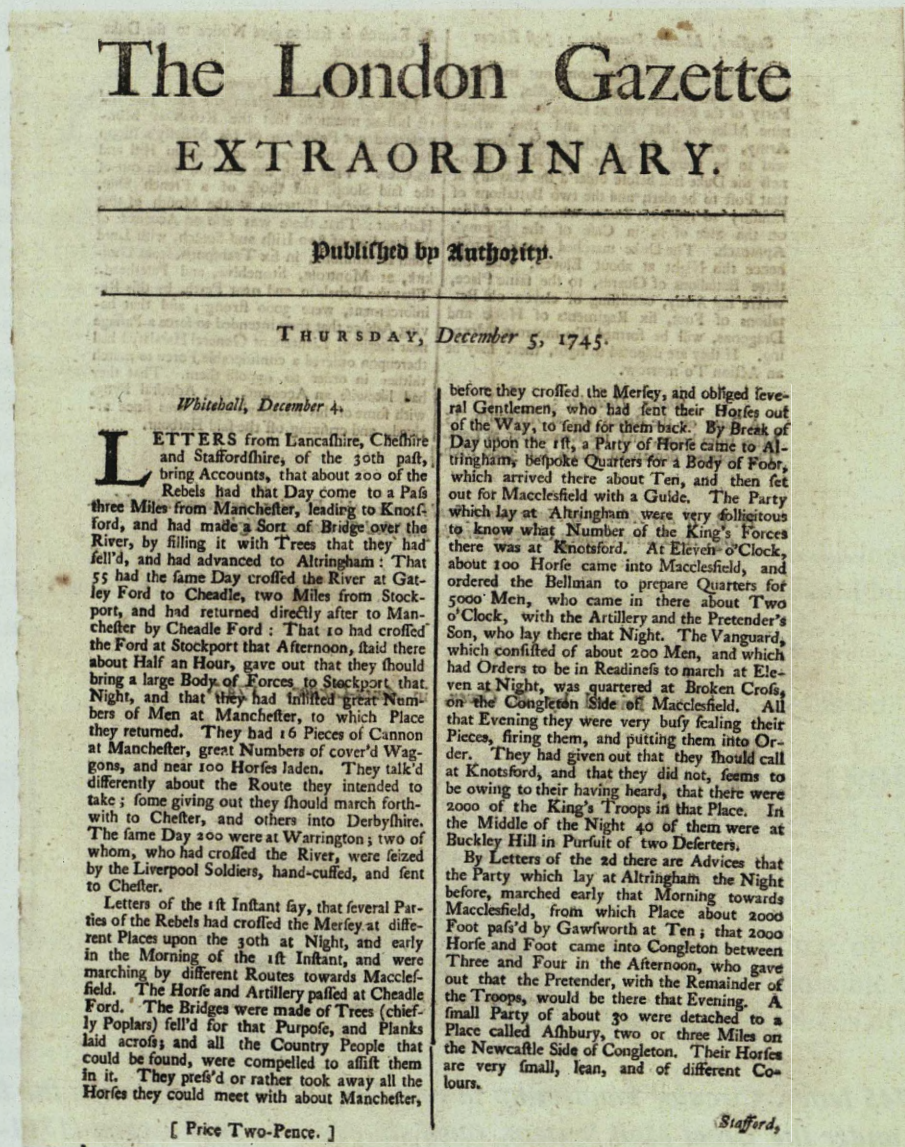 The London Gazette
EXTRAORDINARY.
Publiſhed by Authority.
THURSDAY, December 5, 1745.
Whitehall, December 4.
LETTERS from Lancaſhire, Cheſhire
and Staffordſhire, of the 30th paſt,
bring Accounts, that about 200 of the
Rebels had that Day come to a Paſs
three Miles from Mancheſter, leading to Knotſ-
ford, and had made a Sort of Bridge over the
River, by filling it with Trees that they had
fell'd, and had advanced to Altringham : That
55 had the ſame Day croſſed the River at Gat-
ley Ford to Cheadle, two Miles from Stock-
port, and had returned directly after to Man-
cheſter by Cheadle Ford : That 10 had croſſed
the Ford at Stockport that Afternoon, ſtaid there
about Half an Hour, gave out that they ſhould
bring a large Body of Forces to Stockport that
Night, and that they had inliſted great Num-
bers of Men at Mancheſter, to which Place
they returned. They had 16 Pieces of Cannon
at Mancheſter, great Numbers of cover'd Wag-
gons, and near 100 Horſes laden. They talk'd
differently about the Route they intended to
take ; ſome giving out they ſhould march forth-
with to Cheſter, and others into Derbyſhire.
The ſame Day 200 were at Warrington ; two of
whom, who had croſſed the River, were ſeized
by the Liverpool Soldiers, hand-cuffed, and ſent
to Cheſter.
Letters of the 1ſt Inſtant ſay, that ſeveral Par-
ties of the Rebels had croſſed the Merſey at diffe-
rent Places upon the 30th at Night, and early
in the Morning of the 1ſt Inſtant, and were
marching by different Routes towards Maccleſ-
field. The Horſe and Artillery paſſed at Cheadle
Ford. The Bridges were made of Trees (chief-
ly Poplars) fell'd for that Purpoſe, and Planks
laid acroſs; and all the Country People that
could be found, were compelled to aſſiſt them
in it. They preſs'd or rather took away all the
Horſes they could meet with about Mancheſter,
[ Price Two-Pence. ]
before they croſſed the Merſey, and obliged ſeve-
ral Gentlemen, who had ſent their Horſes out
of the Way, to ſend for them back. By Break of
Day upon the 1ſt, a Party of Horſe came to Al-
tringham, beſpoke Quarters for a Body of Foot,
which arrived there about Ten, and then ſet
out for Macclesfield with a Guide. The Party
which lay at Altringham were very ſollicitous
to know what Number of the King's Forces
there was at Knotsford. At Eleven o'Clock,
about 100 Horſe came into Macclesfield, and
ordered the Bellman to prepare Quarters for
5000 Men, who came in there about Two
o'Clock, with the Artillery and the Pretender's
Son, who lay there that Night. The Vanguard,
which conſiſted of about 200 Men, and which
had Orders to be in Readineſs to march at Ele-
ven at Night, was quartered at Broken Croſs,
on the Congleton Side of Macclesfield. All
that Evening they were very buſy ſcaling their
Pieces, firing them, and putting them into Or-
der. They had given out that they ſhould call
at Knotsford, and that they did not, ſeems to
be owing to their having heard, that there were
2000 of the King's Troops in that Place. In
the Middle of the Night 40 of them were at
Buckley Hill in Purſuit of two Deſerters.
By Letters of the 2d there are Advices that
the Party which lay at Altringham the Night
before, marched early that Morning towards
Macclesfield, from which Place about 2000
Foot paſs'd by Gawſworth at Ten ; that 2000
Horſe and Foot came into Congleton between
Three and Four in the Afternoon, who gave
out that the Pretender, with the Remainder of
the Troops, would be there that Evening. A
ſmall Party of about 30 were detached to a
Place called Aſhbury, two or three Miles on
the Newcaſtle Side of Congleton. Their Horſes
are very ſmall, lean, and of different Co-
lours.
Stafford,